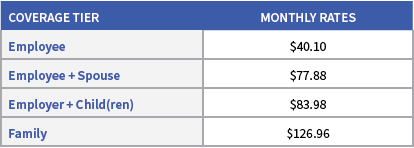 COVERAGE TIER MONTHLY RATES
Employee $40.10
Employee + Spouse $77.88
Employer + Child(ren) $83.98
Family $126.96